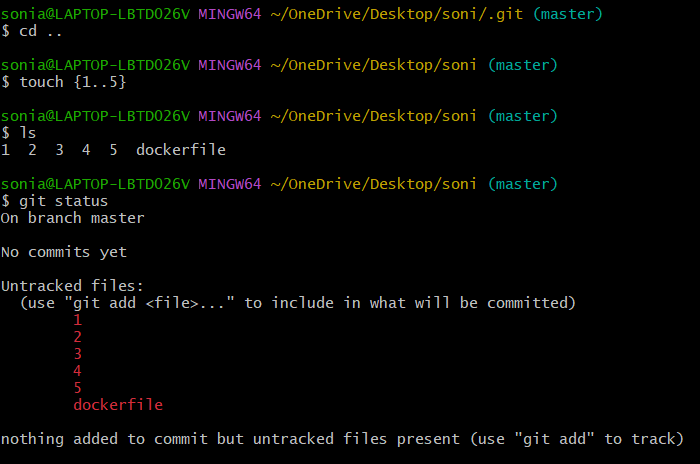 sonia@LAPTOP-LBTDO26V MINGW64 ~/OneDrive/Desktop/soni/.git (master)
$ cd ..
sonia@LAPTOP-LBTDO26V MINGW64 ~/OneDrive/Desktop/soni (master)
$ touch {1..5}
sonia@LAPTOP-LBTDO26V MINGW64 ~/OneDrive/Desktop/soni (master)
$ ls
1  2  3  4  5  dockerfile
sonia@LAPTOP-LBTDO26V MINGW64 ~/OneDrive/Desktop/soni (master)
$ git status
On branch master
No commits yet
Untracked files:
  (use "git add <file>..." to include in what will be committed)
        1
        2
        3
        4
        5
        dockerfile
nothing added to commit but untracked files present (use "git add" to track)